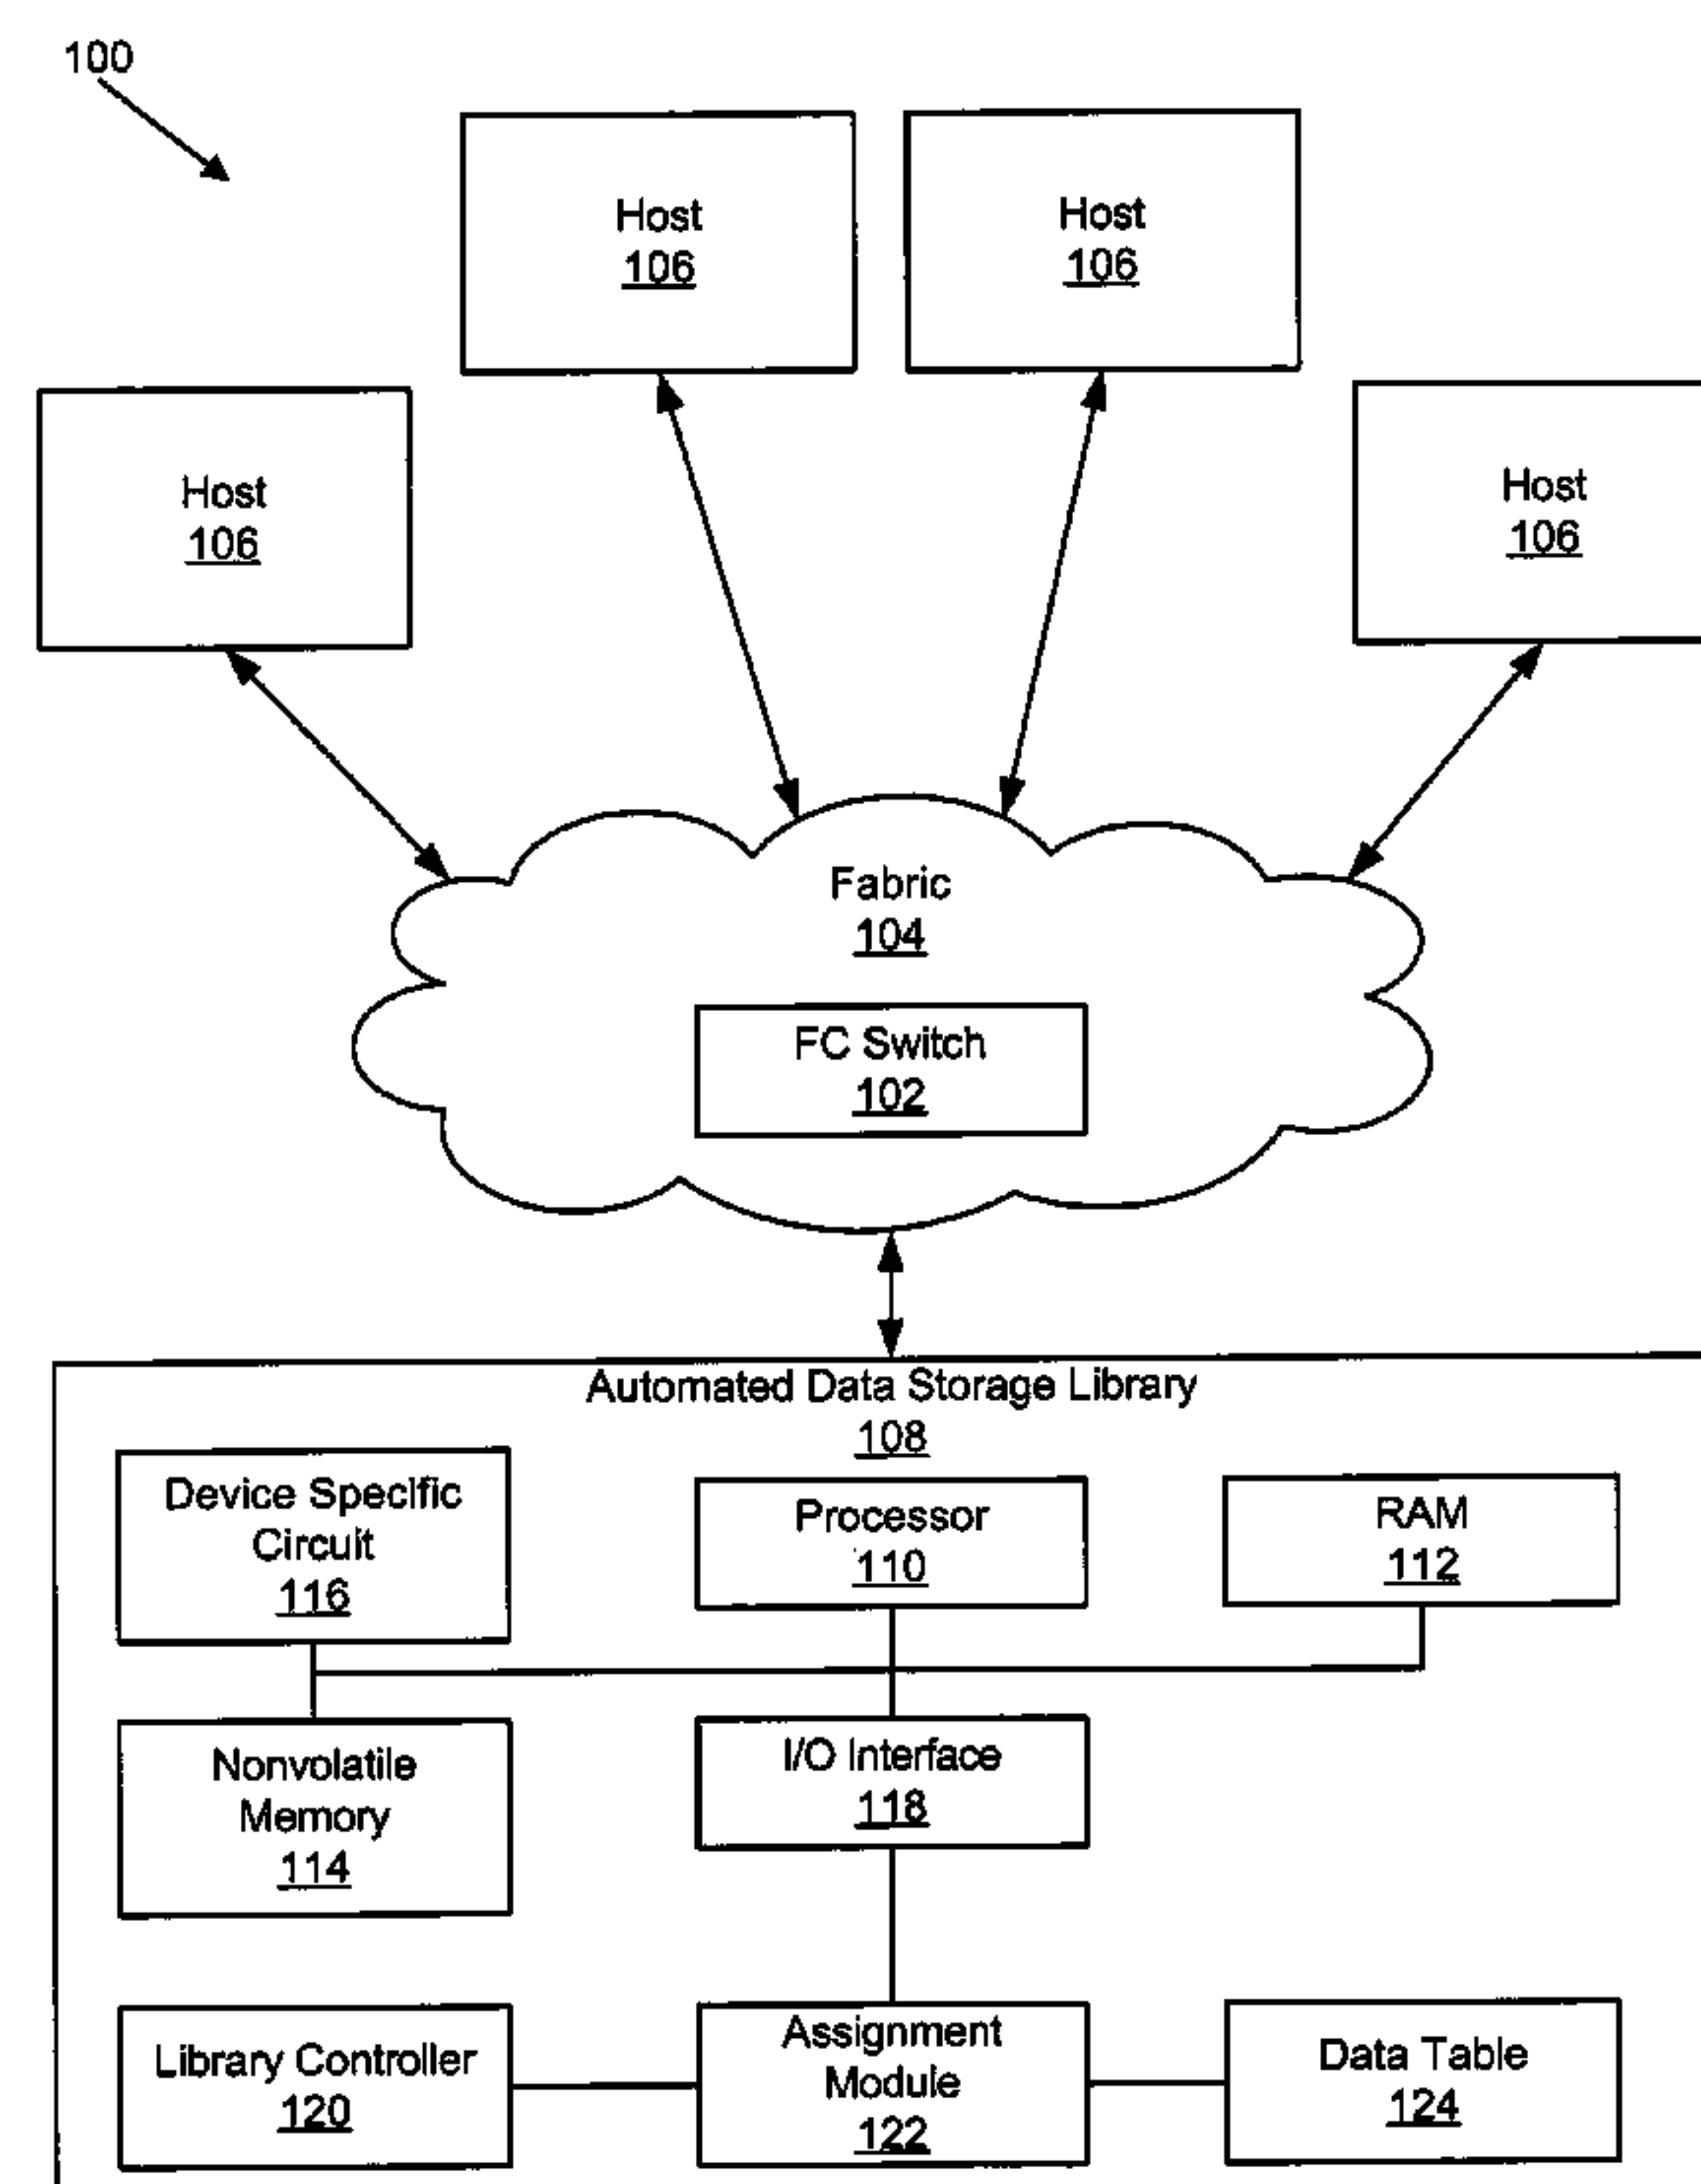 100
Host
106
Host
106
Host
106
Host
106
Fabric
104
FC Switch
102
Automated Data Storage Library
108
Device Specific
Circuit
116
Processor
110
RAM
112
Nonvolatile
Memory
114
I/O Interface
118
Library Controller
120
Assignment
Module
122
Data Table
124